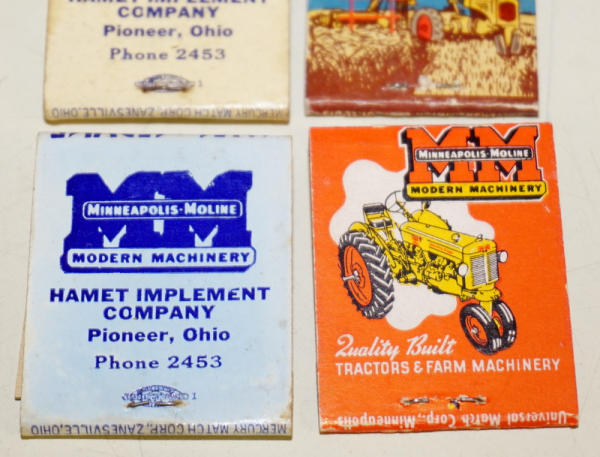 HAMET IMPLEMENT
COMPANY
Pioneer, Ohio
Phone 2453
MERCURY MATCH CORP. ZANESVILLE, OHIO
MM
MINNEAPOLIS-MOLINE
MODERN MACHINERY
HAMET IMPLEMENT
COMPANY
Pioneer, Ohio
Phone 2453
MERCURY MATCH CORP. ZANESVILLE, OHIO
MM
MINNEAPOLIS-MOLINE
MODERN MACHINERY
Quality Built
TRACTORS & FARM MACHINERY
Universal Match Corp., Minneapolis